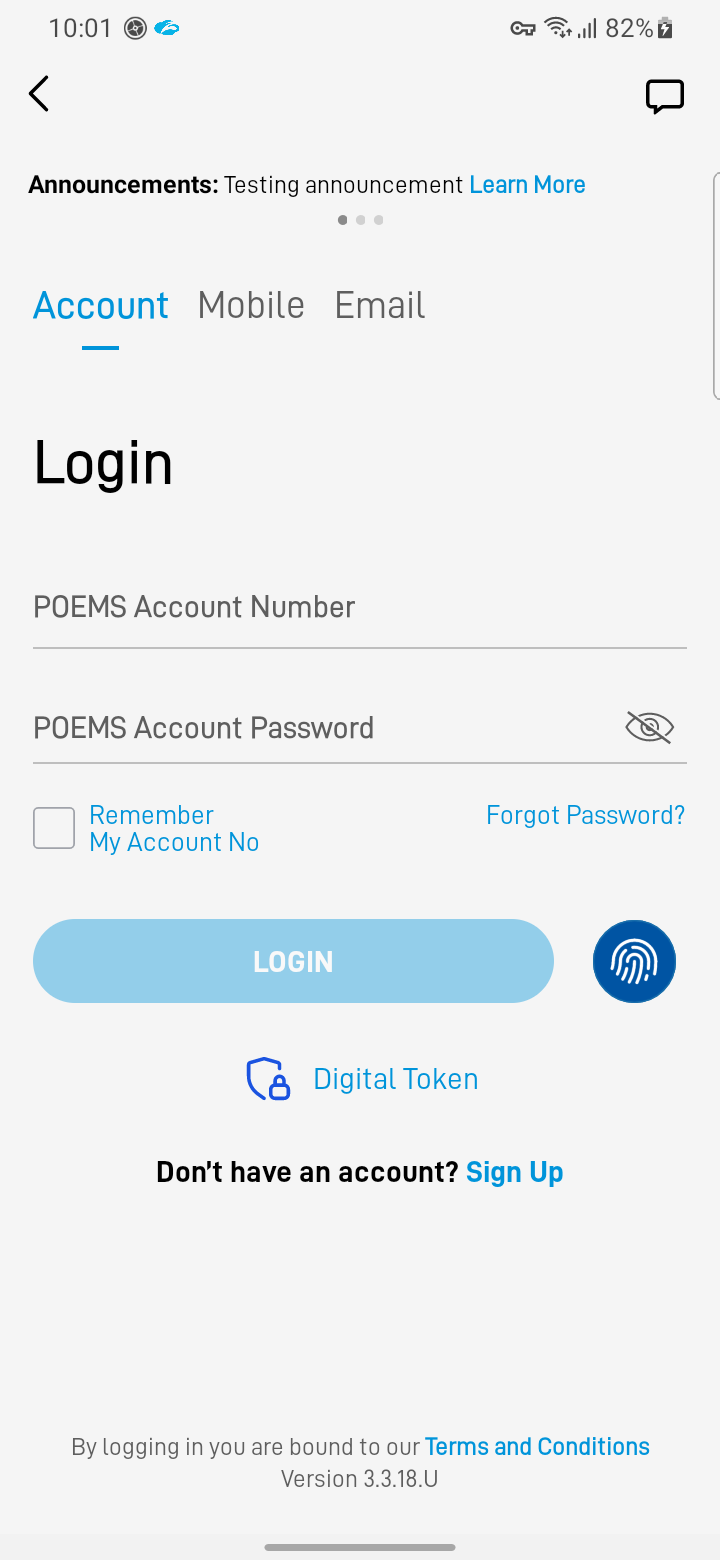 10:01 82%
Announcements: Testing announcement Learn More
Account Mobile Email
Login
POEMS Account Number
POEMS Account Password
Remember
My Account No
Forgot Password?
LOGIN
Digital Token
Don't have an account? Sign Up
By logging in you are bound to our Terms and Conditions
Version 3.3.18.U